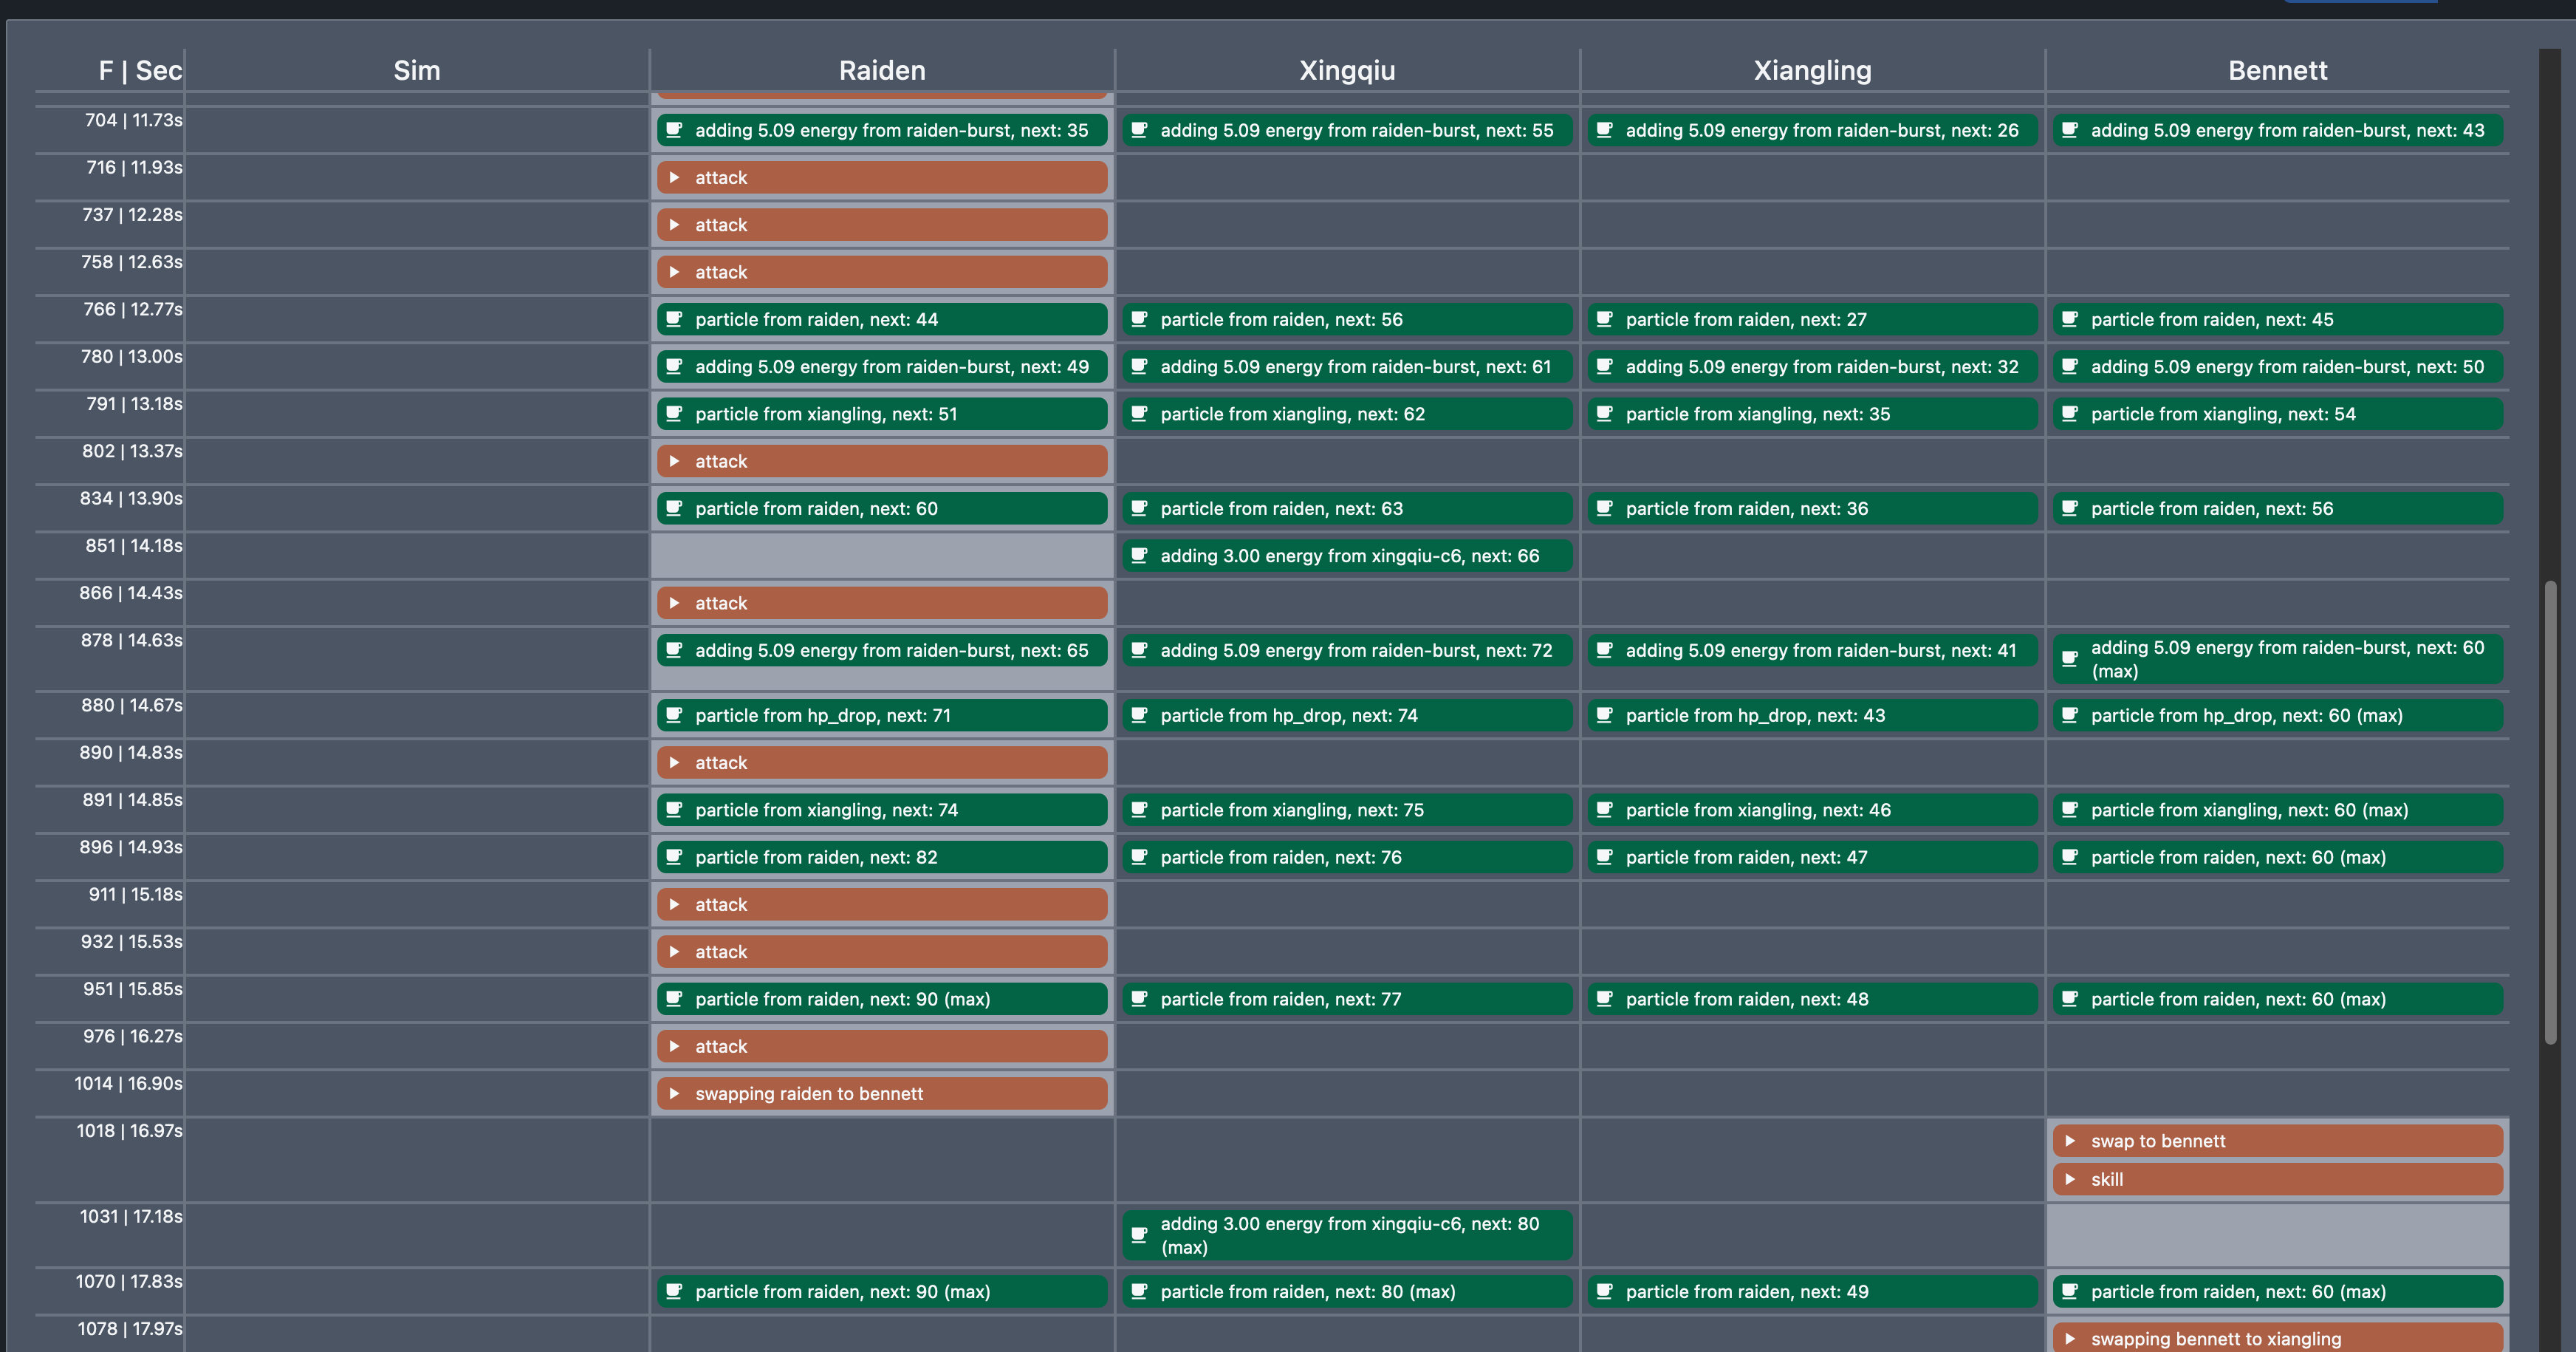 F | Sec Sim Raiden Xingqiu Xiangling Bennett
704 | 11.73s adding 5.09 energy from raiden-burst, next: 35 adding 5.09 energy from raiden-burst, next: 55 adding 5.09 energy from raiden-burst, next: 26 adding 5.09 energy from raiden-burst, next: 43
716 | 11.93s attack
737 | 12.28s attack
758 | 12.63s attack
766 | 12.77s particle from raiden, next: 44 particle from raiden, next: 56 particle from raiden, next: 27 particle from raiden, next: 45
780 | 13.00s adding 5.09 energy from raiden-burst, next: 49 adding 5.09 energy from raiden-burst, next: 61 adding 5.09 energy from raiden-burst, next: 32 adding 5.09 energy from raiden-burst, next: 50
791 | 13.18s particle from xiangling, next: 51 particle from xiangling, next: 62 particle from xiangling, next: 35 particle from xiangling, next: 54
802 | 13.37s attack
834 | 13.90s particle from raiden, next: 60 particle from raiden, next: 63 particle from raiden, next: 36 particle from raiden, next: 56
851 | 14.18s adding 3.00 energy from xingqiu-c6, next: 66
866 | 14.43s attack
878 | 14.63s adding 5.09 energy from raiden-burst, next: 65 adding 5.09 energy from raiden-burst, next: 72 adding 5.09 energy from raiden-burst, next: 41 adding 5.09 energy from raiden-burst, next: 60
(max)
880 | 14.67s particle from hp_drop, next: 71 particle from hp_drop, next: 74 particle from hp_drop, next: 43 particle from hp_drop, next: 60 (max)
890 | 14.83s attack
891 | 14.85s particle from xiangling, next: 74 particle from xiangling, next: 75 particle from xiangling, next: 46 particle from xiangling, next: 60 (max)
896 | 14.93s particle from raiden, next: 82 particle from raiden, next: 76 particle from raiden, next: 47 particle from raiden, next: 60 (max)
911 | 15.18s attack
932 | 15.53s attack
951 | 15.85s particle from raiden, next: 90 (max) particle from raiden, next: 77 particle from raiden, next: 48 particle from raiden, next: 60 (max)
976 | 16.27s attack
1014 | 16.90s swapping raiden to bennett
1018 | 16.97s swap to bennett
skill
1031 | 17.18s adding 3.00 energy from xingqiu-c6, next: 80
(max)
1070 | 17.83s particle from raiden, next: 90 (max) particle from raiden, next: 80 (max) particle from raiden, next: 49 particle from raiden, next: 60 (max)
1078 | 17.97s swapping bennett to xiangling